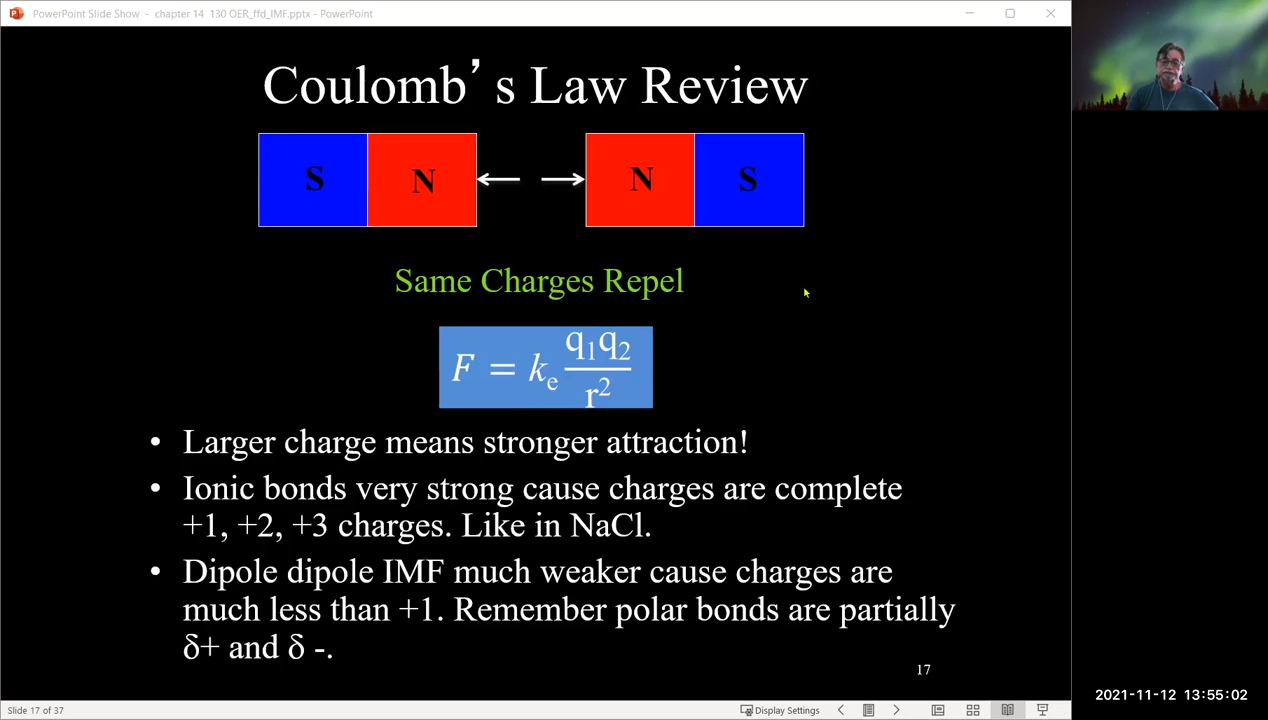 PowerPoint Slide Show - chapter 14 130 OER_ffd_IMF.pptx - PowerPoint
Coulomb’s Law Review
S N N S
Same Charges Repel
F = kₑ q₁q₂/r²
• Larger charge means stronger attraction!
• Ionic bonds very strong cause charges are complete
+1, +2, +3 charges. Like in NaCl.
• Dipole dipole IMF much weaker cause charges are
much less than +1. Remember polar bonds are partially
δ+ and δ -.
17
2021-11-12 13:55:02
Slide 17 of 37 Display Settings